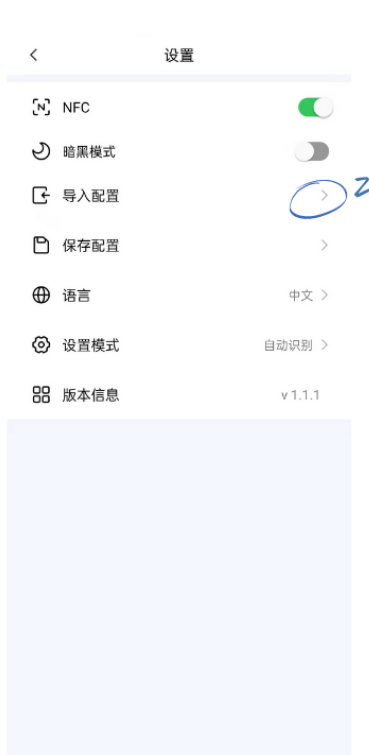 设置
NFC
暗黑模式
导入配置
2
保存配置
语言 中文
设置模式 自动识别
版本信息 v 1.1.1